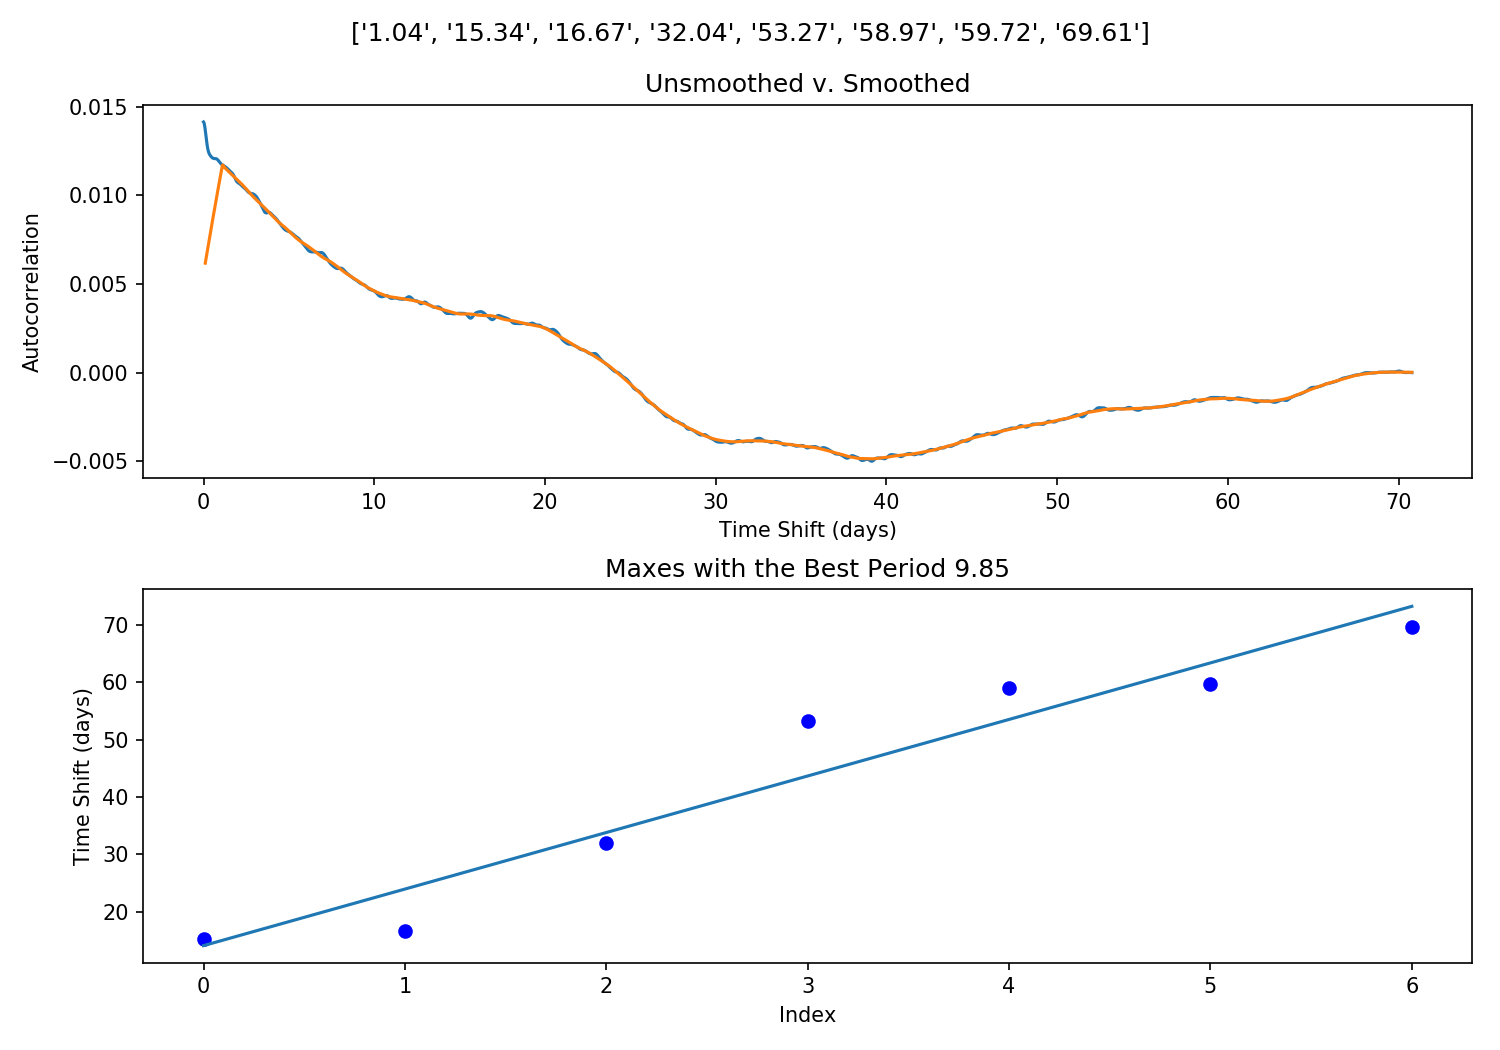 ['1.04', '15.34', '16.67', '32.04', '53.27', '58.97', '59.72', '69.61']
Unsmoothed v. Smoothed
Autocorrelation
0.015
0.010
0.005
0.000
−0.005
0 10 20 30 40 50 60 70
Time Shift (days)
Maxes with the Best Period 9.85
Time Shift (days)
70
60
50
40
30
20
0 1 2 3 4 5 6
Index